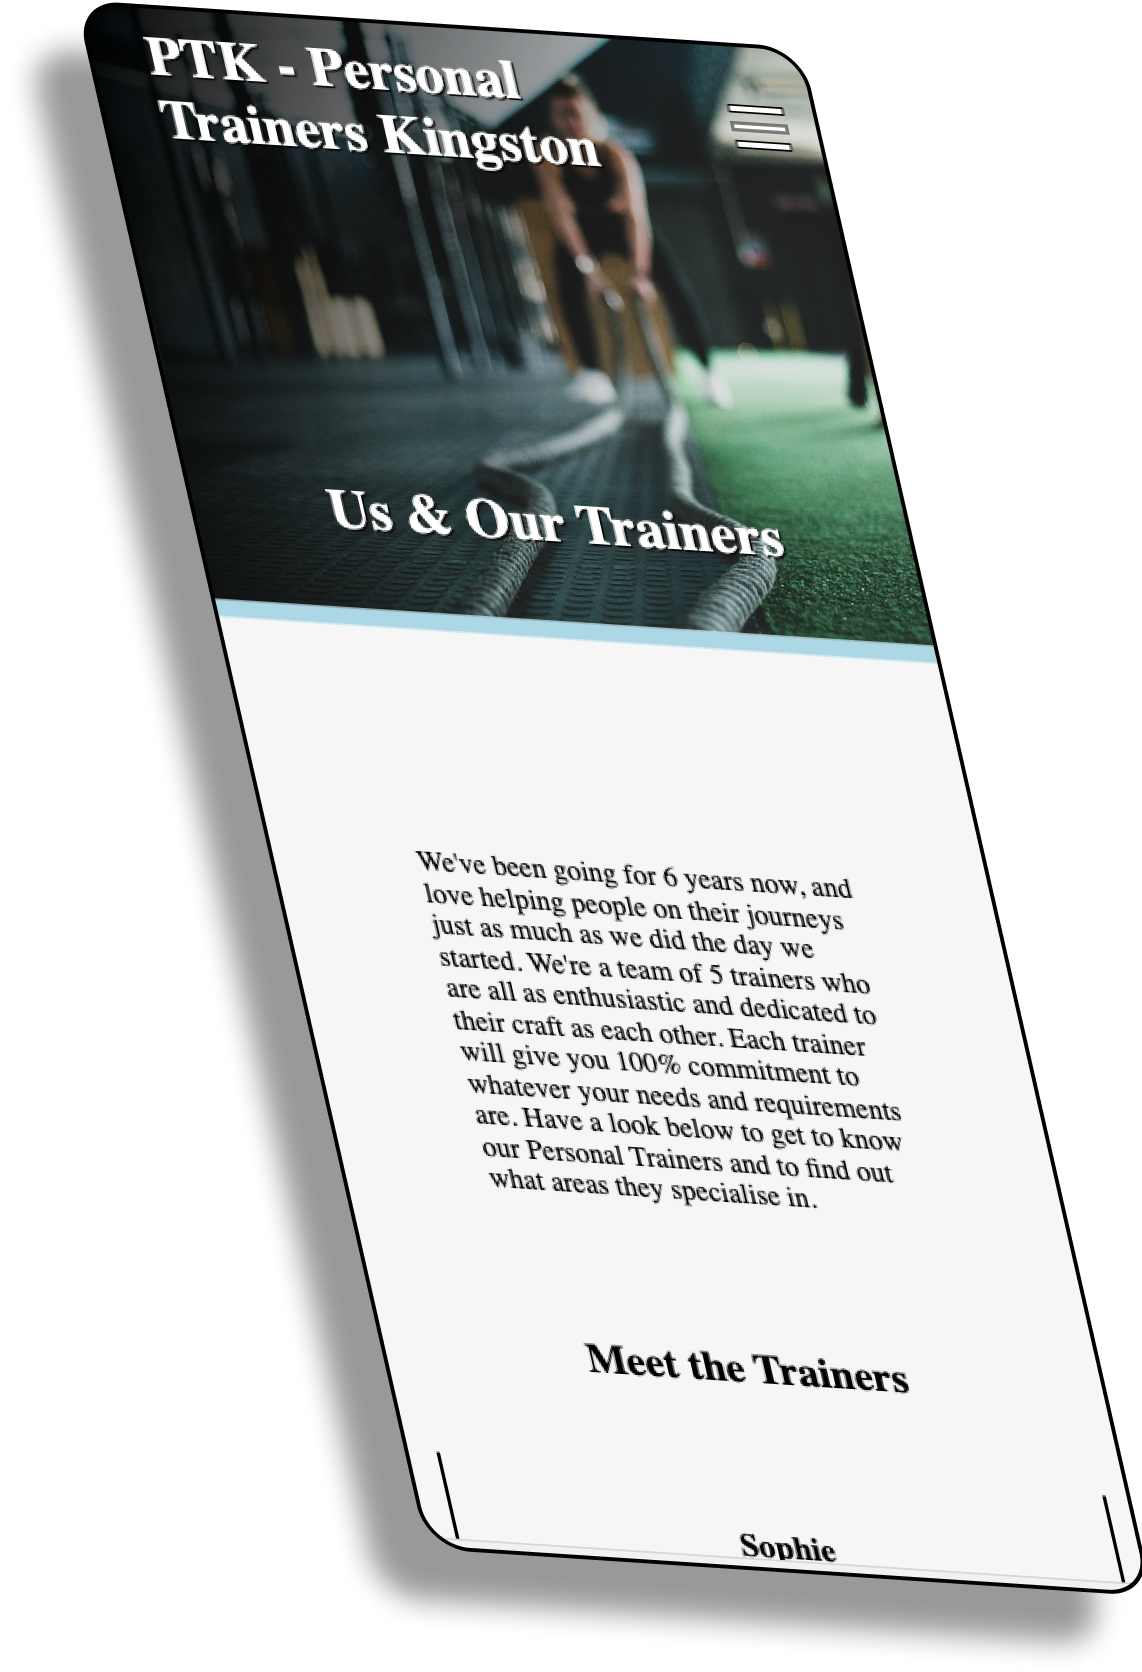 PTK - Personal
Trainers Kingston
Us & Our Trainers
We've been going for 6 years now, and
love helping people on their journeys
just as much as we did the day we
started. We're a team of 5 trainers who
are all as enthusiastic and dedicated to
their craft as each other. Each trainer
will give you 100% commitment to
whatever your needs and requirements
are. Have a look below to get to know
our Personal Trainers and to find out
what areas they specialise in.
Meet the Trainers
Sophie